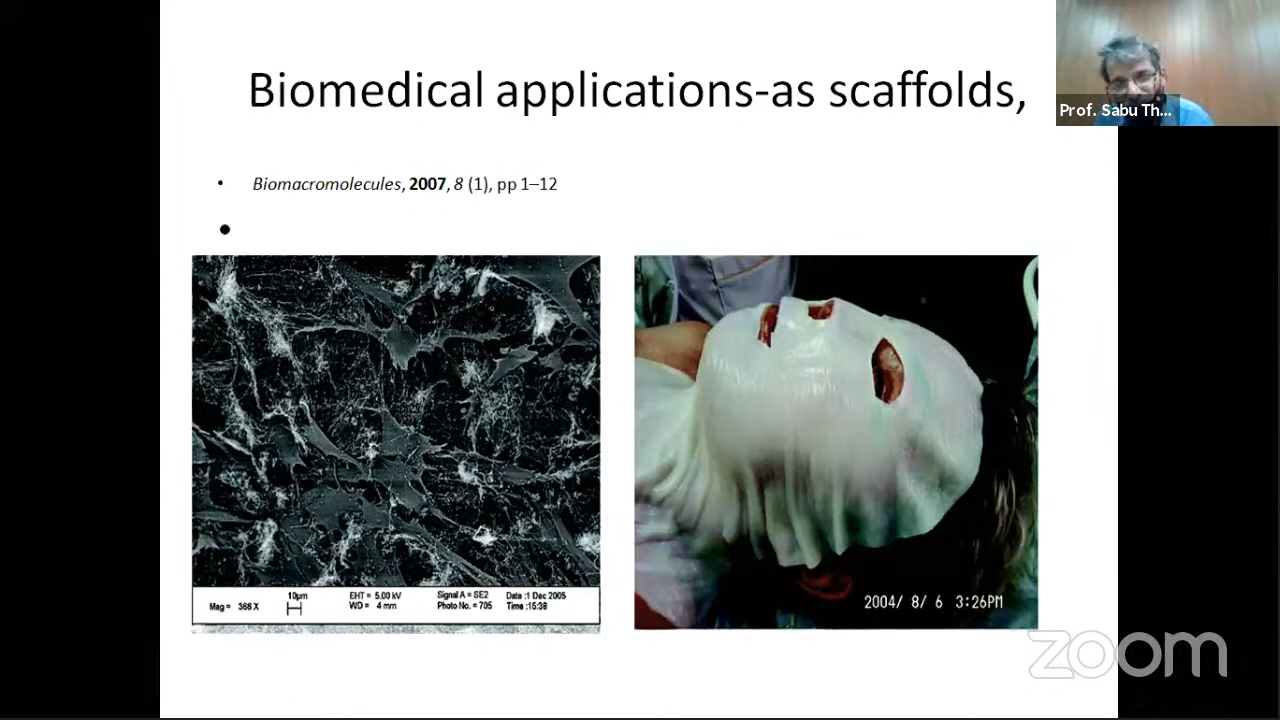 Biomedical applications-as scaffolds,
Prof. Sabu Th...
• Biomacromolecules, 2007, 8 (1), pp 1–12
•
Mag = 366 X
10µm
EHT = 5.00 kV
WD = 4 mm
Signal A = SE2
Photo No. = 705
Date :1 Dec 2005
Time :15:38
2004/ 8/ 6 3:26PM
zoom